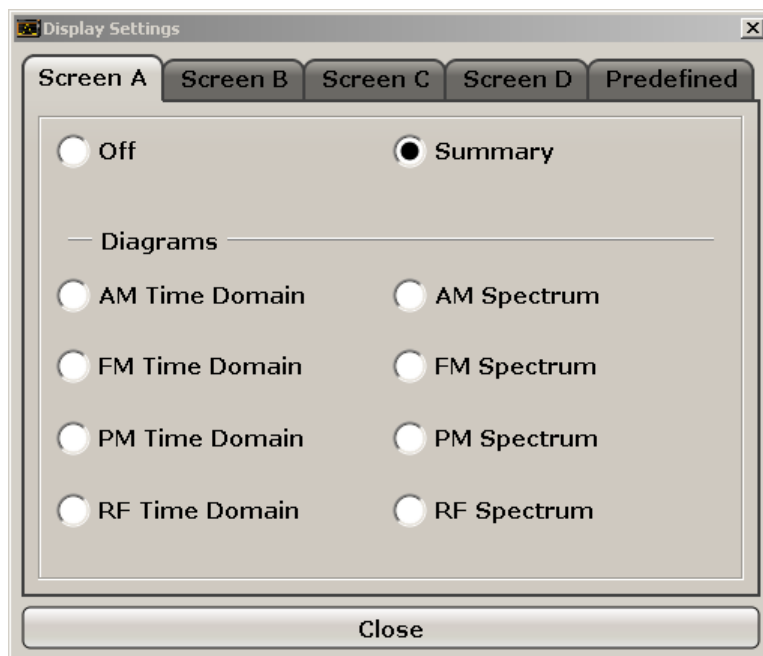 Display Settings
Screen A Screen B Screen C Screen D Predefined
Off Summary
Diagrams
AM Time Domain AM Spectrum
FM Time Domain FM Spectrum
PM Time Domain PM Spectrum
RF Time Domain RF Spectrum
Close